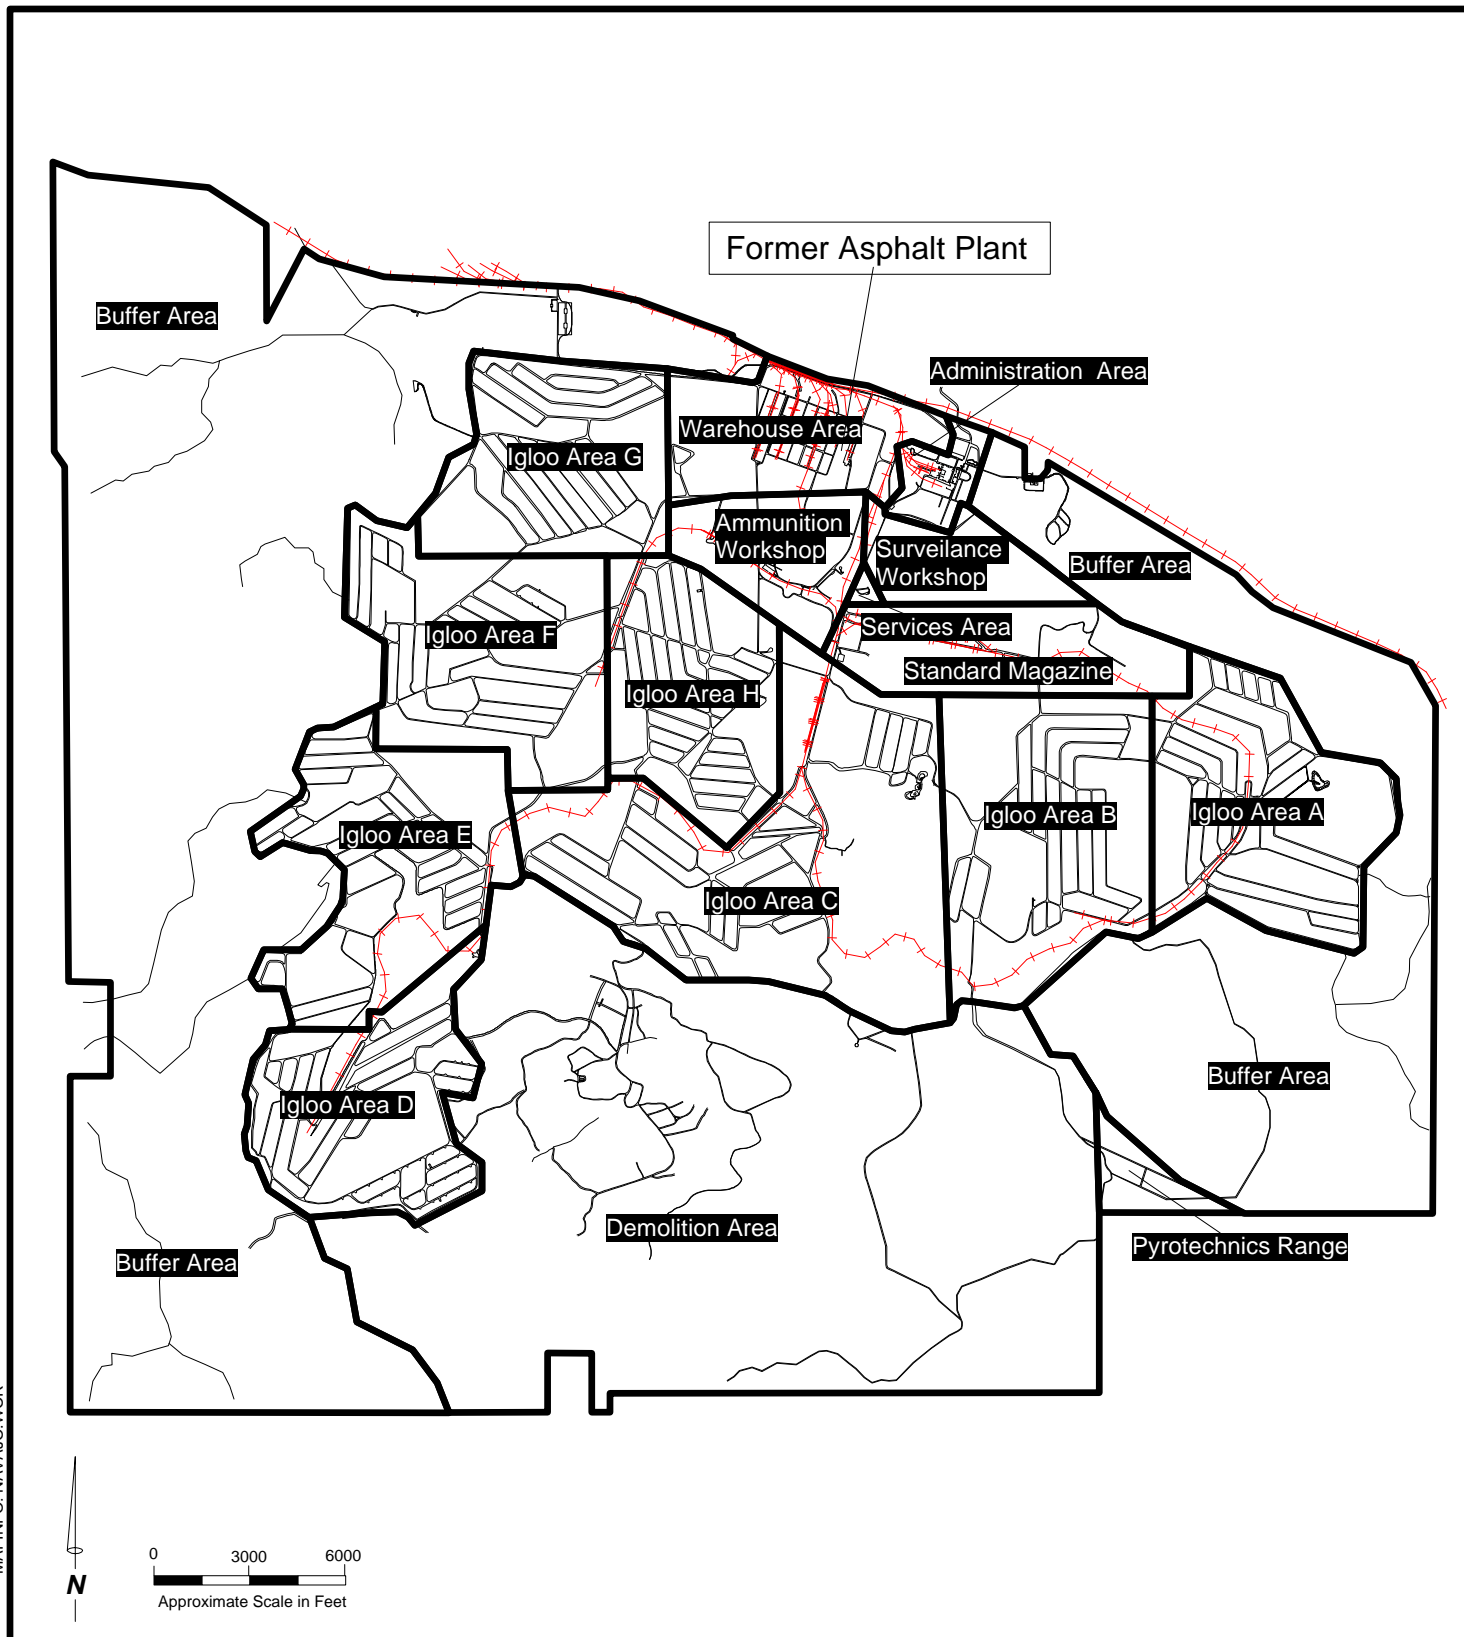 Former Asphalt Plant
Buffer Area
Administration Area
Warehouse Area
Igloo Area G
Ammunition
Workshop
Surveilance
Workshop
Buffer Area
Services Area
Igloo Area F
Standard Magazine
Igloo Area H
Igloo Area B
Igloo Area A
Igloo Area E
Igloo Area C
Buffer Area
Igloo Area D
Demolition Area
Pyrotechnics Range
Buffer Area
0 3000 6000
Approximate Scale in Feet
N